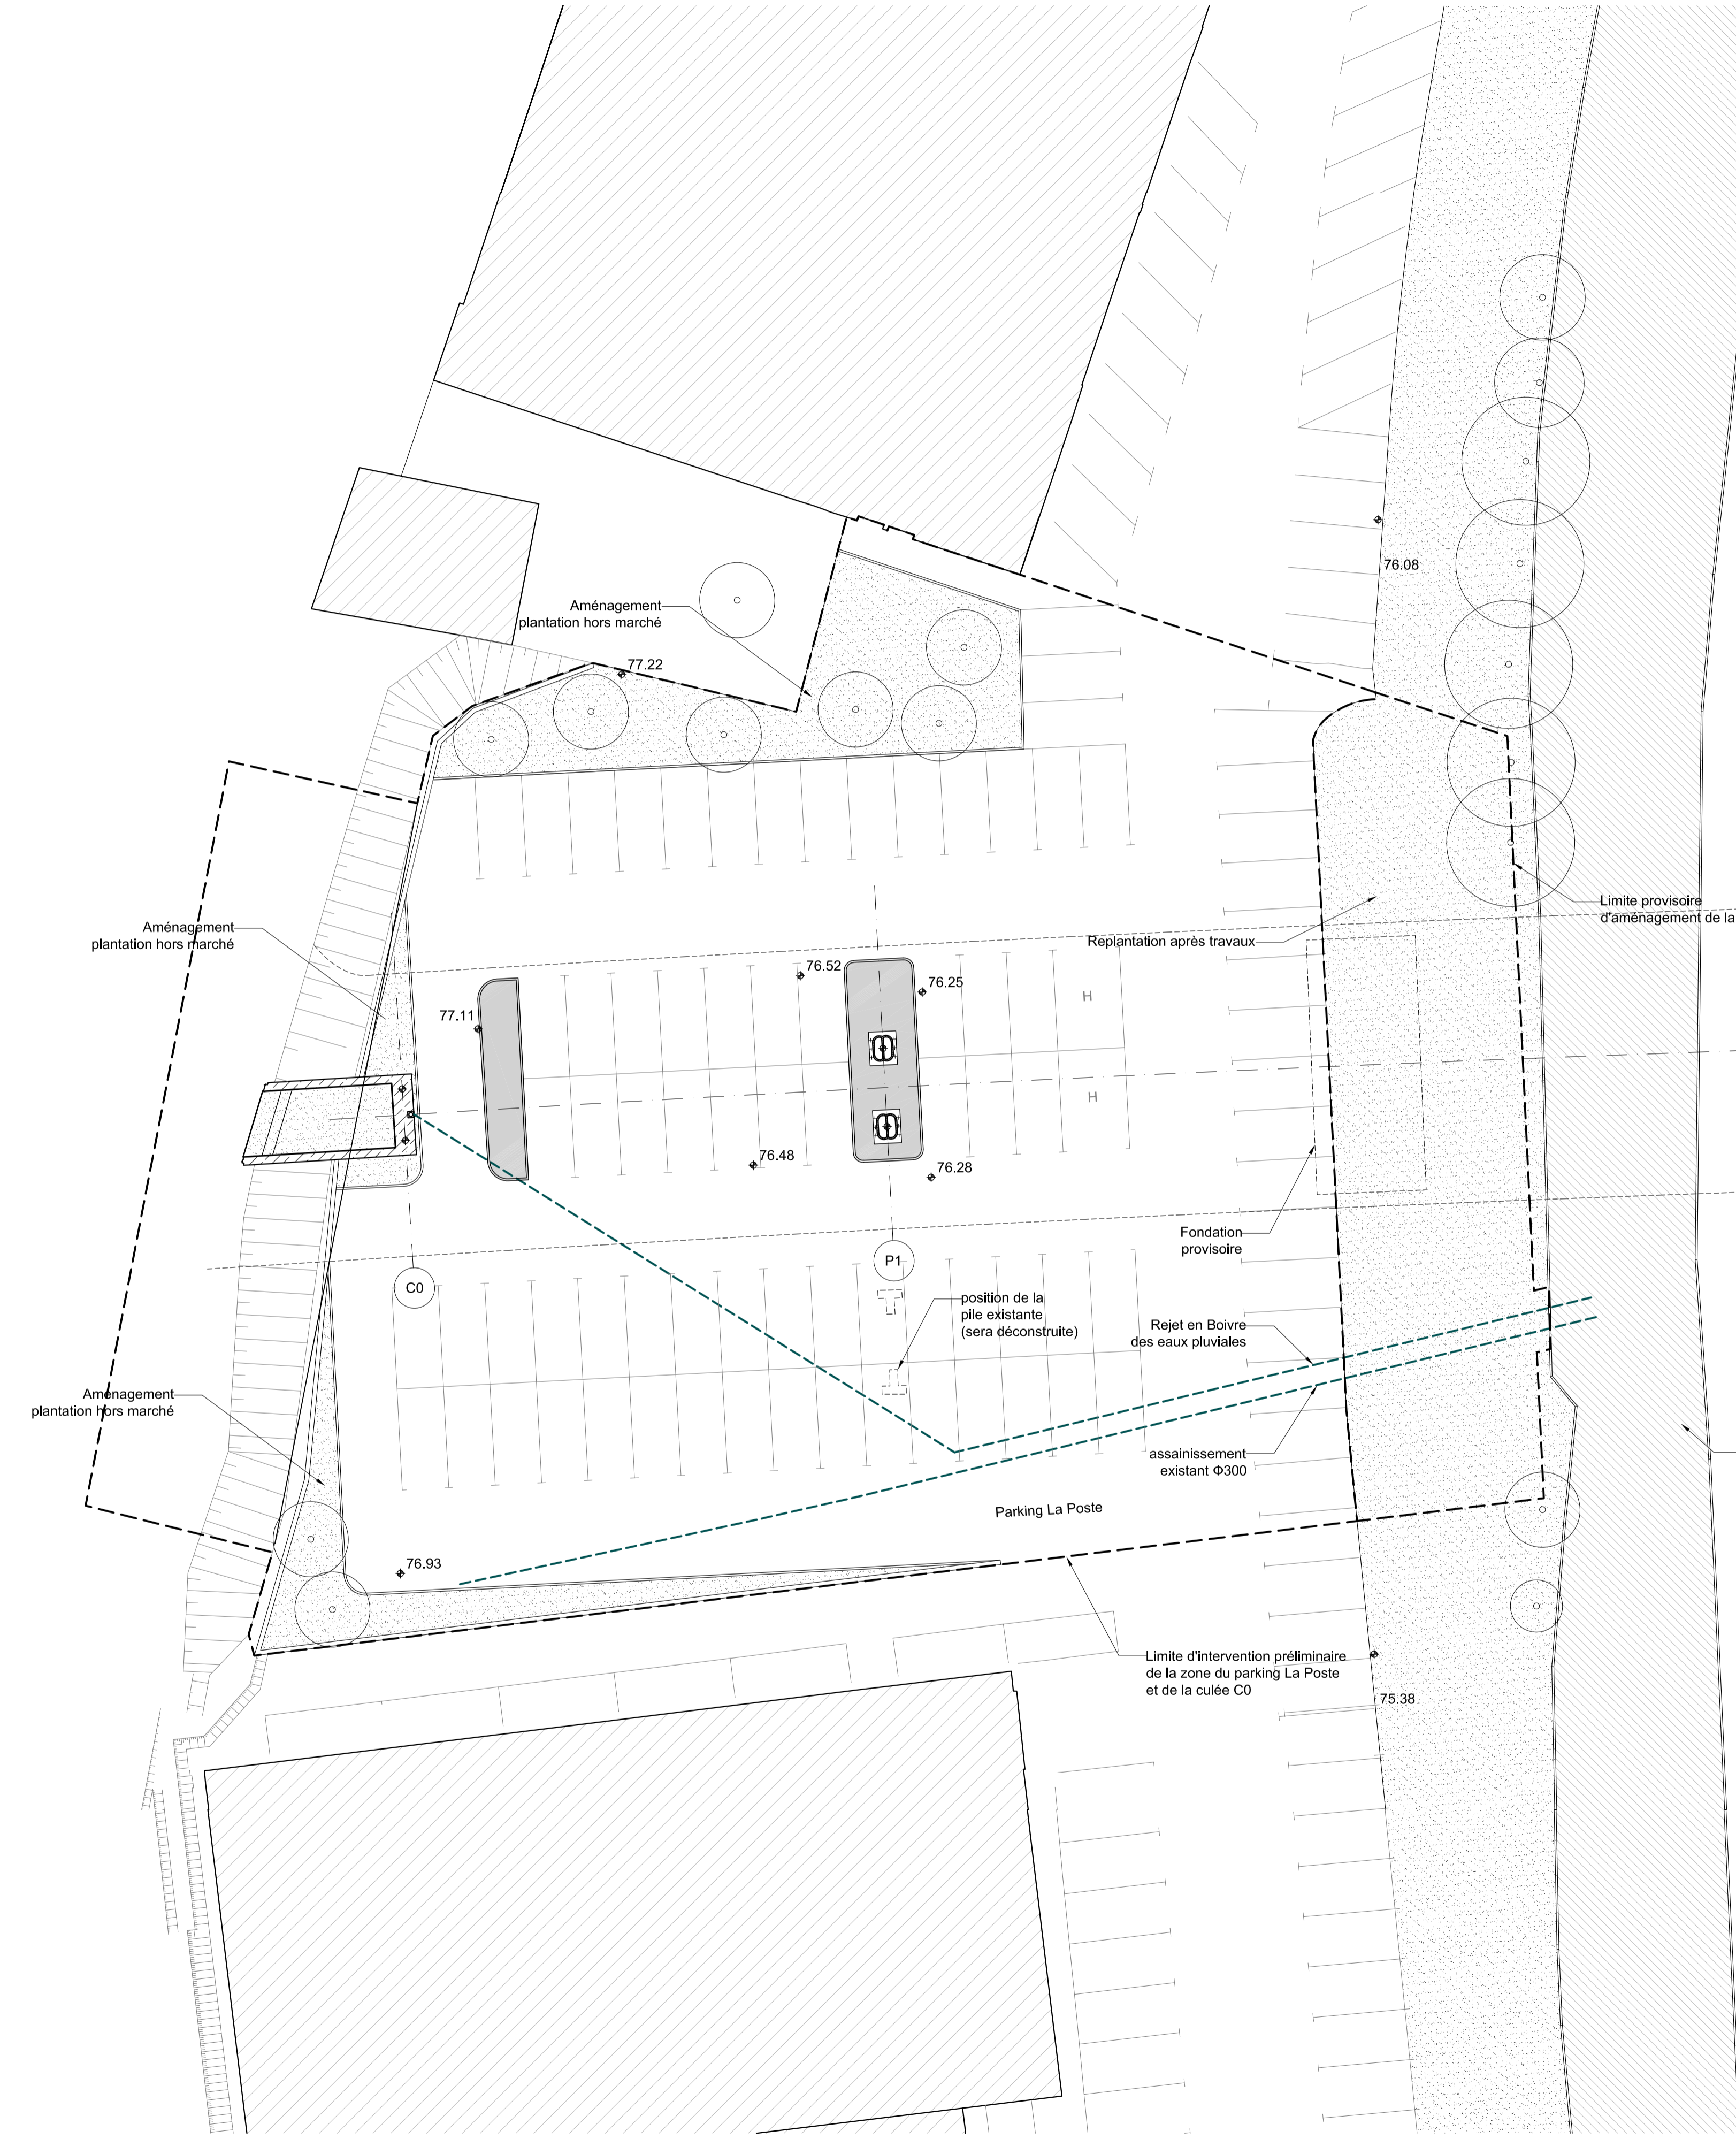 76.08
Aménagement
plantation hors marché
77.22
Limite provisoire
d'aménagement de la
Aménagement
plantation hors marché
Replantation après travaux
76.52
76.25
H
77.11
H
76.48
76.28
Fondation
provisoire
P1
C0
position de la
pile existante
(sera déconstruite)
Rejet en Boivre
des eaux pluviales
Aménagement
plantation hors marché
assainissement
existant Φ300
Parking La Poste
76.93
Limite d'intervention préliminaire
de la zone du parking La Poste
et de la culée C0
75.38